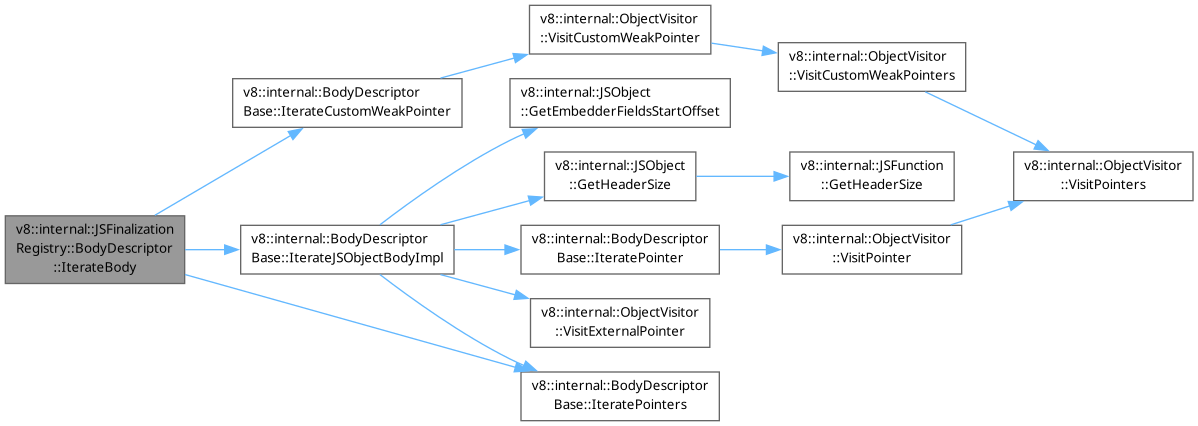 v8::internal::ObjectVisitor
::VisitCustomWeakPointer
v8::internal::ObjectVisitor
::VisitCustomWeakPointers
v8::internal::BodyDescriptor
Base::IterateCustomWeakPointer
v8::internal::JSObject
::GetEmbedderFieldsStartOffset
v8::internal::JSObject
::GetHeaderSize
v8::internal::JSFunction
::GetHeaderSize
v8::internal::ObjectVisitor
::VisitPointers
v8::internal::JSFinalization
Registry::BodyDescriptor
::IterateBody
v8::internal::BodyDescriptor
Base::IterateJSObjectBodyImpl
v8::internal::BodyDescriptor
Base::IteratePointer
v8::internal::ObjectVisitor
::VisitPointer
v8::internal::ObjectVisitor
::VisitExternalPointer
v8::internal::BodyDescriptor
Base::IteratePointers